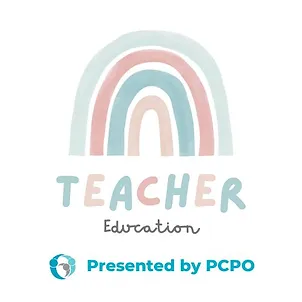 TEACHER
Education
Presented by PCPO